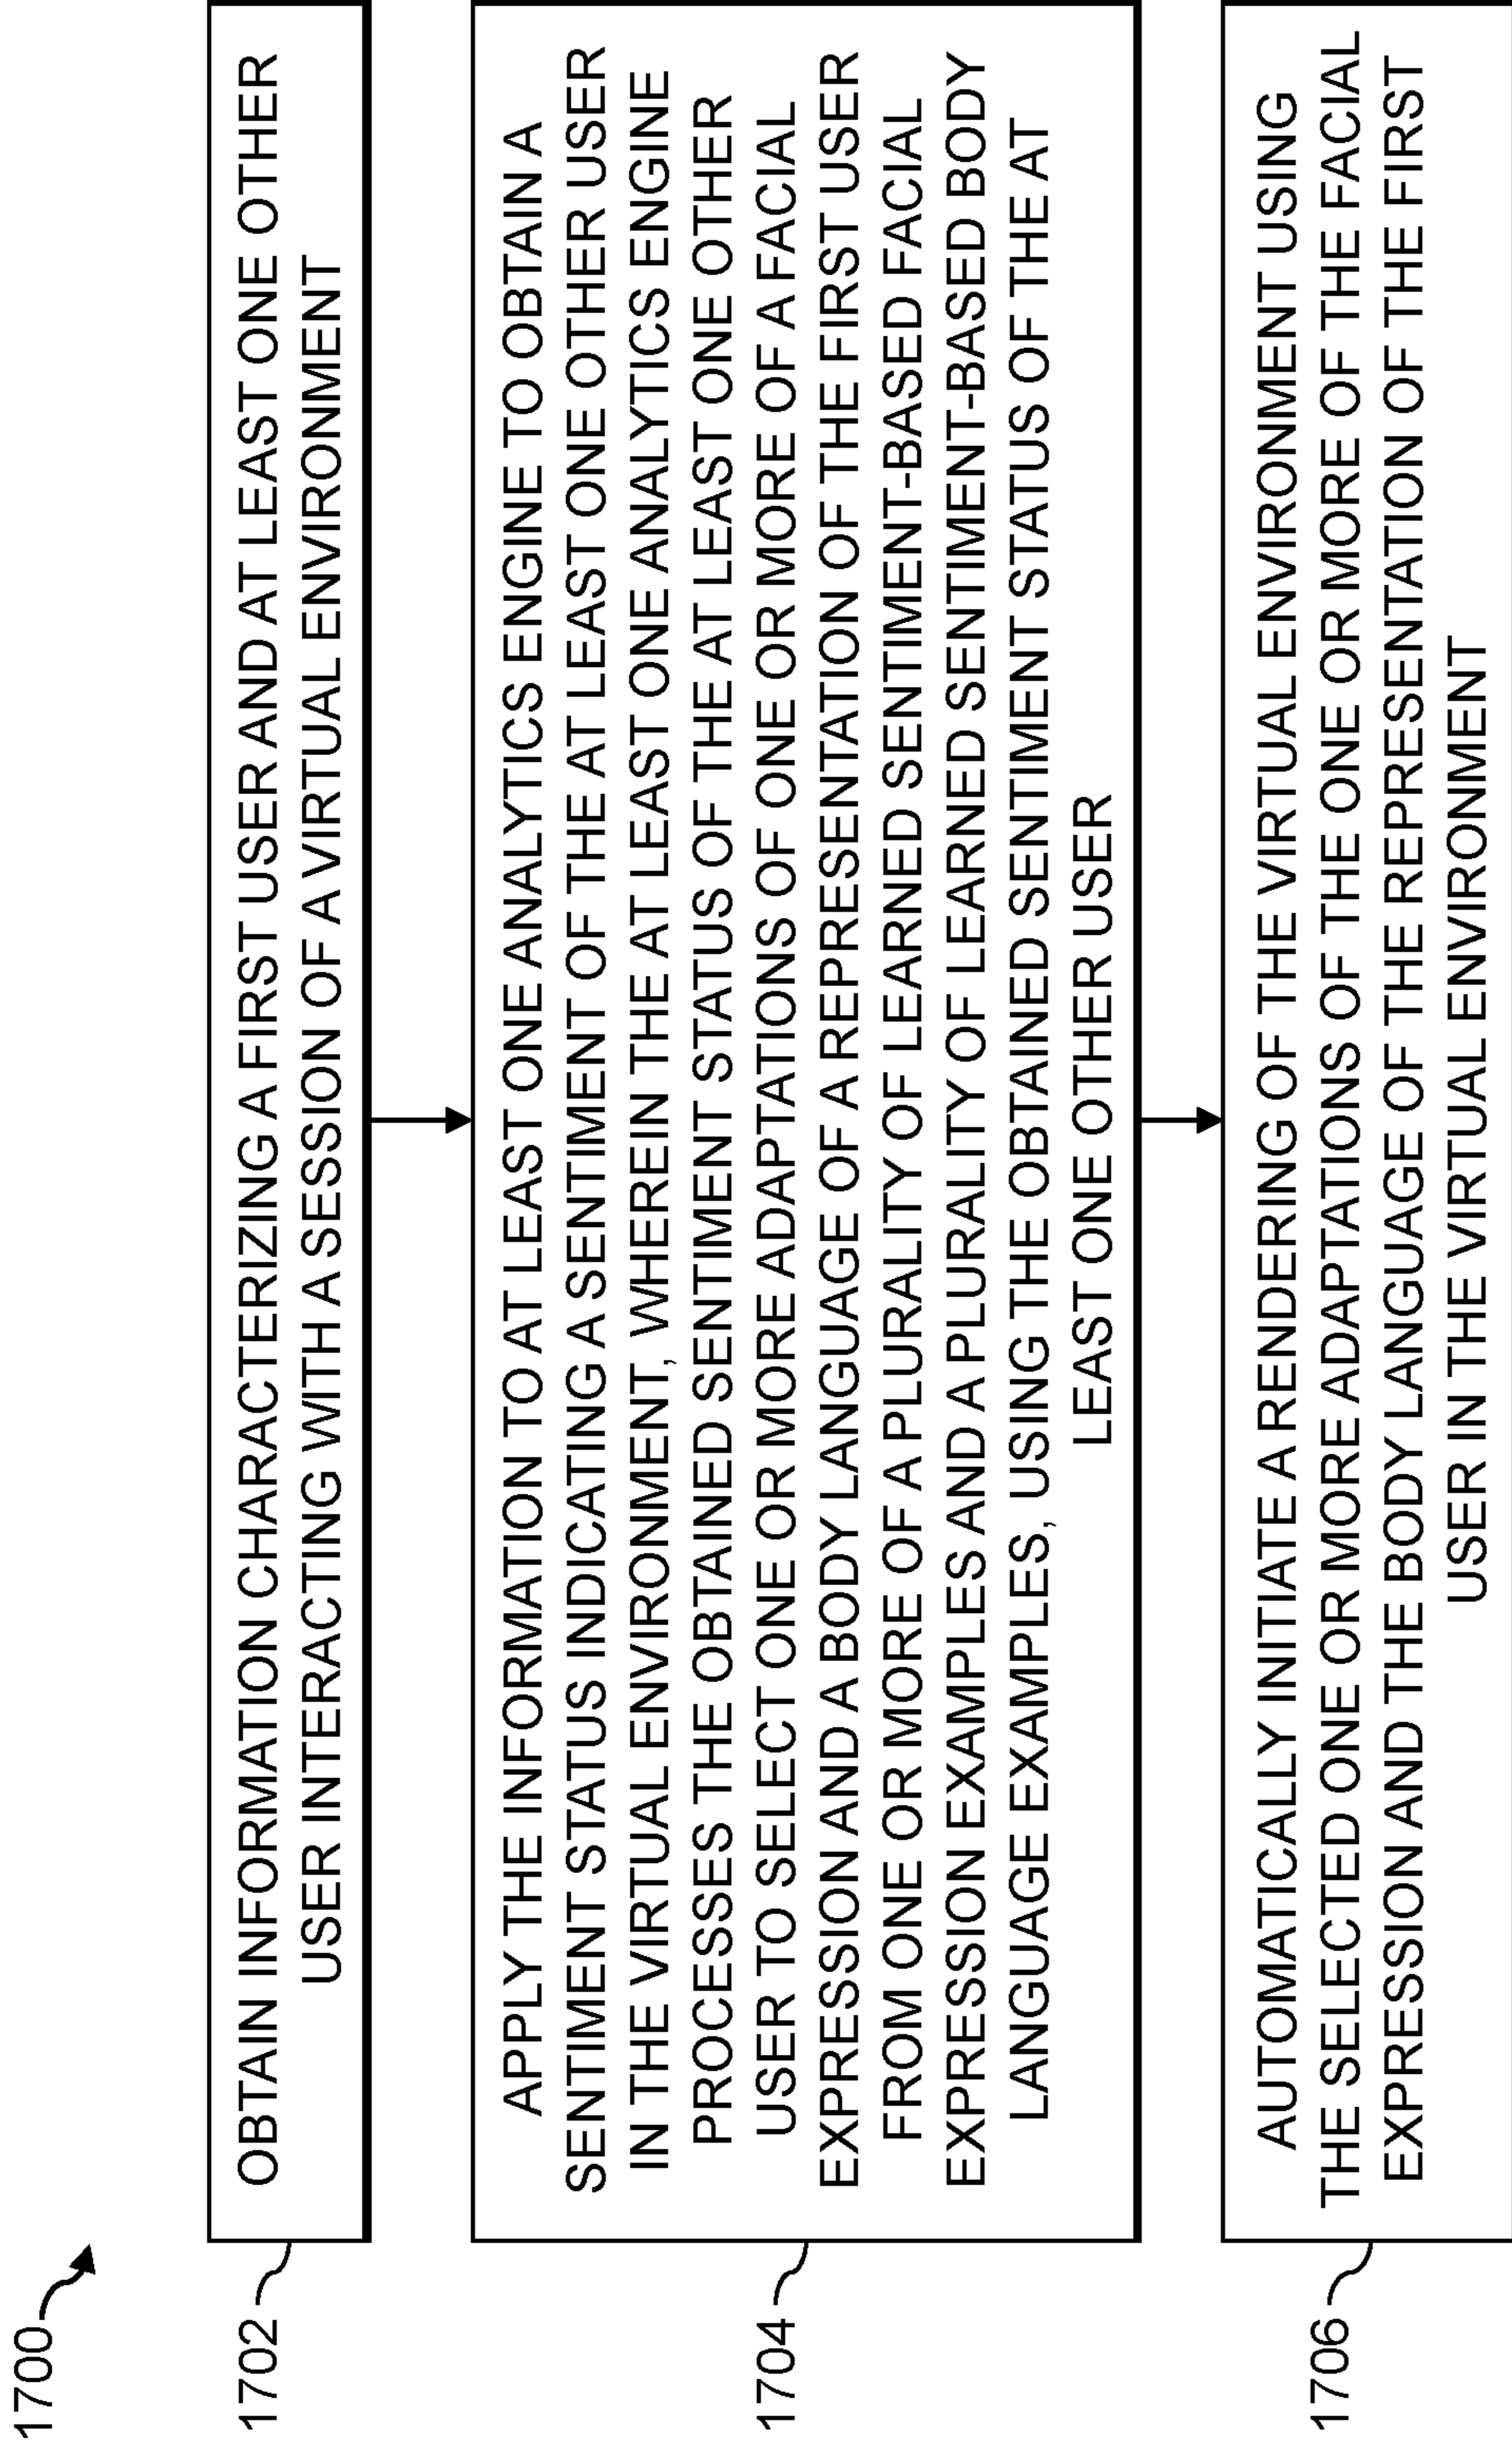 1700
1702
OBTAIN INFORMATION CHARACTERIZING A FIRST USER AND AT LEAST ONE OTHER
USER INTERACTING WITH A SESSION OF A VIRTUAL ENVIRONMENT
1704
APPLY THE INFORMATION TO AT LEAST ONE ANALYTICS ENGINE TO OBTAIN A
SENTIMENT STATUS INDICATING A SENTIMENT OF THE AT LEAST ONE OTHER USER
IN THE VIRTUAL ENVIRONMENT, WHEREIN THE AT LEAST ONE ANALYTICS ENGINE
PROCESSES THE OBTAINED SENTIMENT STATUS OF THE AT LEAST ONE OTHER
USER TO SELECT ONE OR MORE ADAPTATIONS OF ONE OR MORE OF A FACIAL
EXPRESSION AND A BODY LANGUAGE OF A REPRESENTATION OF THE FIRST USER
FROM ONE OR MORE OF A PLURALITY OF LEARNED SENTIMENT-BASED FACIAL
EXPRESSION EXAMPLES AND A PLURALITY OF LEARNED SENTIMENT-BASED BODY
LANGUAGE EXAMPLES, USING THE OBTAINED SENTIMENT STATUS OF THE AT
LEAST ONE OTHER USER
1706
AUTOMATICALLY INITIATE A RENDERING OF THE VIRTUAL ENVIRONMENT USING
THE SELECTED ONE OR MORE ADAPTATIONS OF THE ONE OR MORE OF THE FACIAL
EXPRESSION AND THE BODY LANGUAGE OF THE REPRESENTATION OF THE FIRST
USER IN THE VIRTUAL ENVIRONMENT